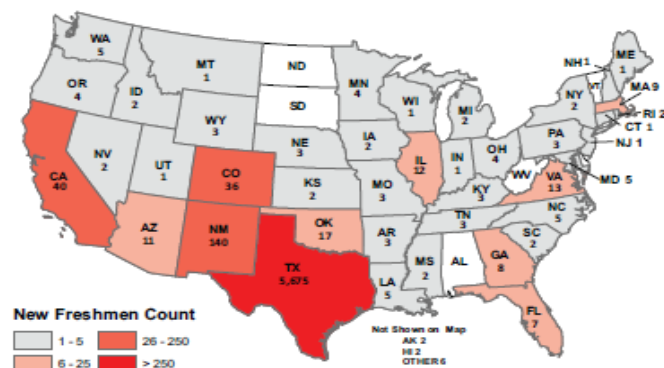 WA
5
OR
4
CA
40
NV
2
ID
2
MT
1
WY
3
UT
1
AZ
11
CO
36
NM
140
ND
SD
NE
3
KS
2
OK
17
TX
5,675
MN
4
IA
2
MO
3
AR
3
LA
5
WI
1
IL
12
MS
2
MI
2
IN
1
KY
3
TN
3
AL
OH
4
WV
GA
8
FL
7
SC
2
NC
5
VA
13
PA
3
NY
2
VT
NH 1
ME
1
MA 9
RI 2
CT 1
NJ 1
MD 5
New Freshmen Count
1 - 5
26 - 250
6 - 25
> 250
Not Shown on Map
AK 2
HI 2
OTHER 6